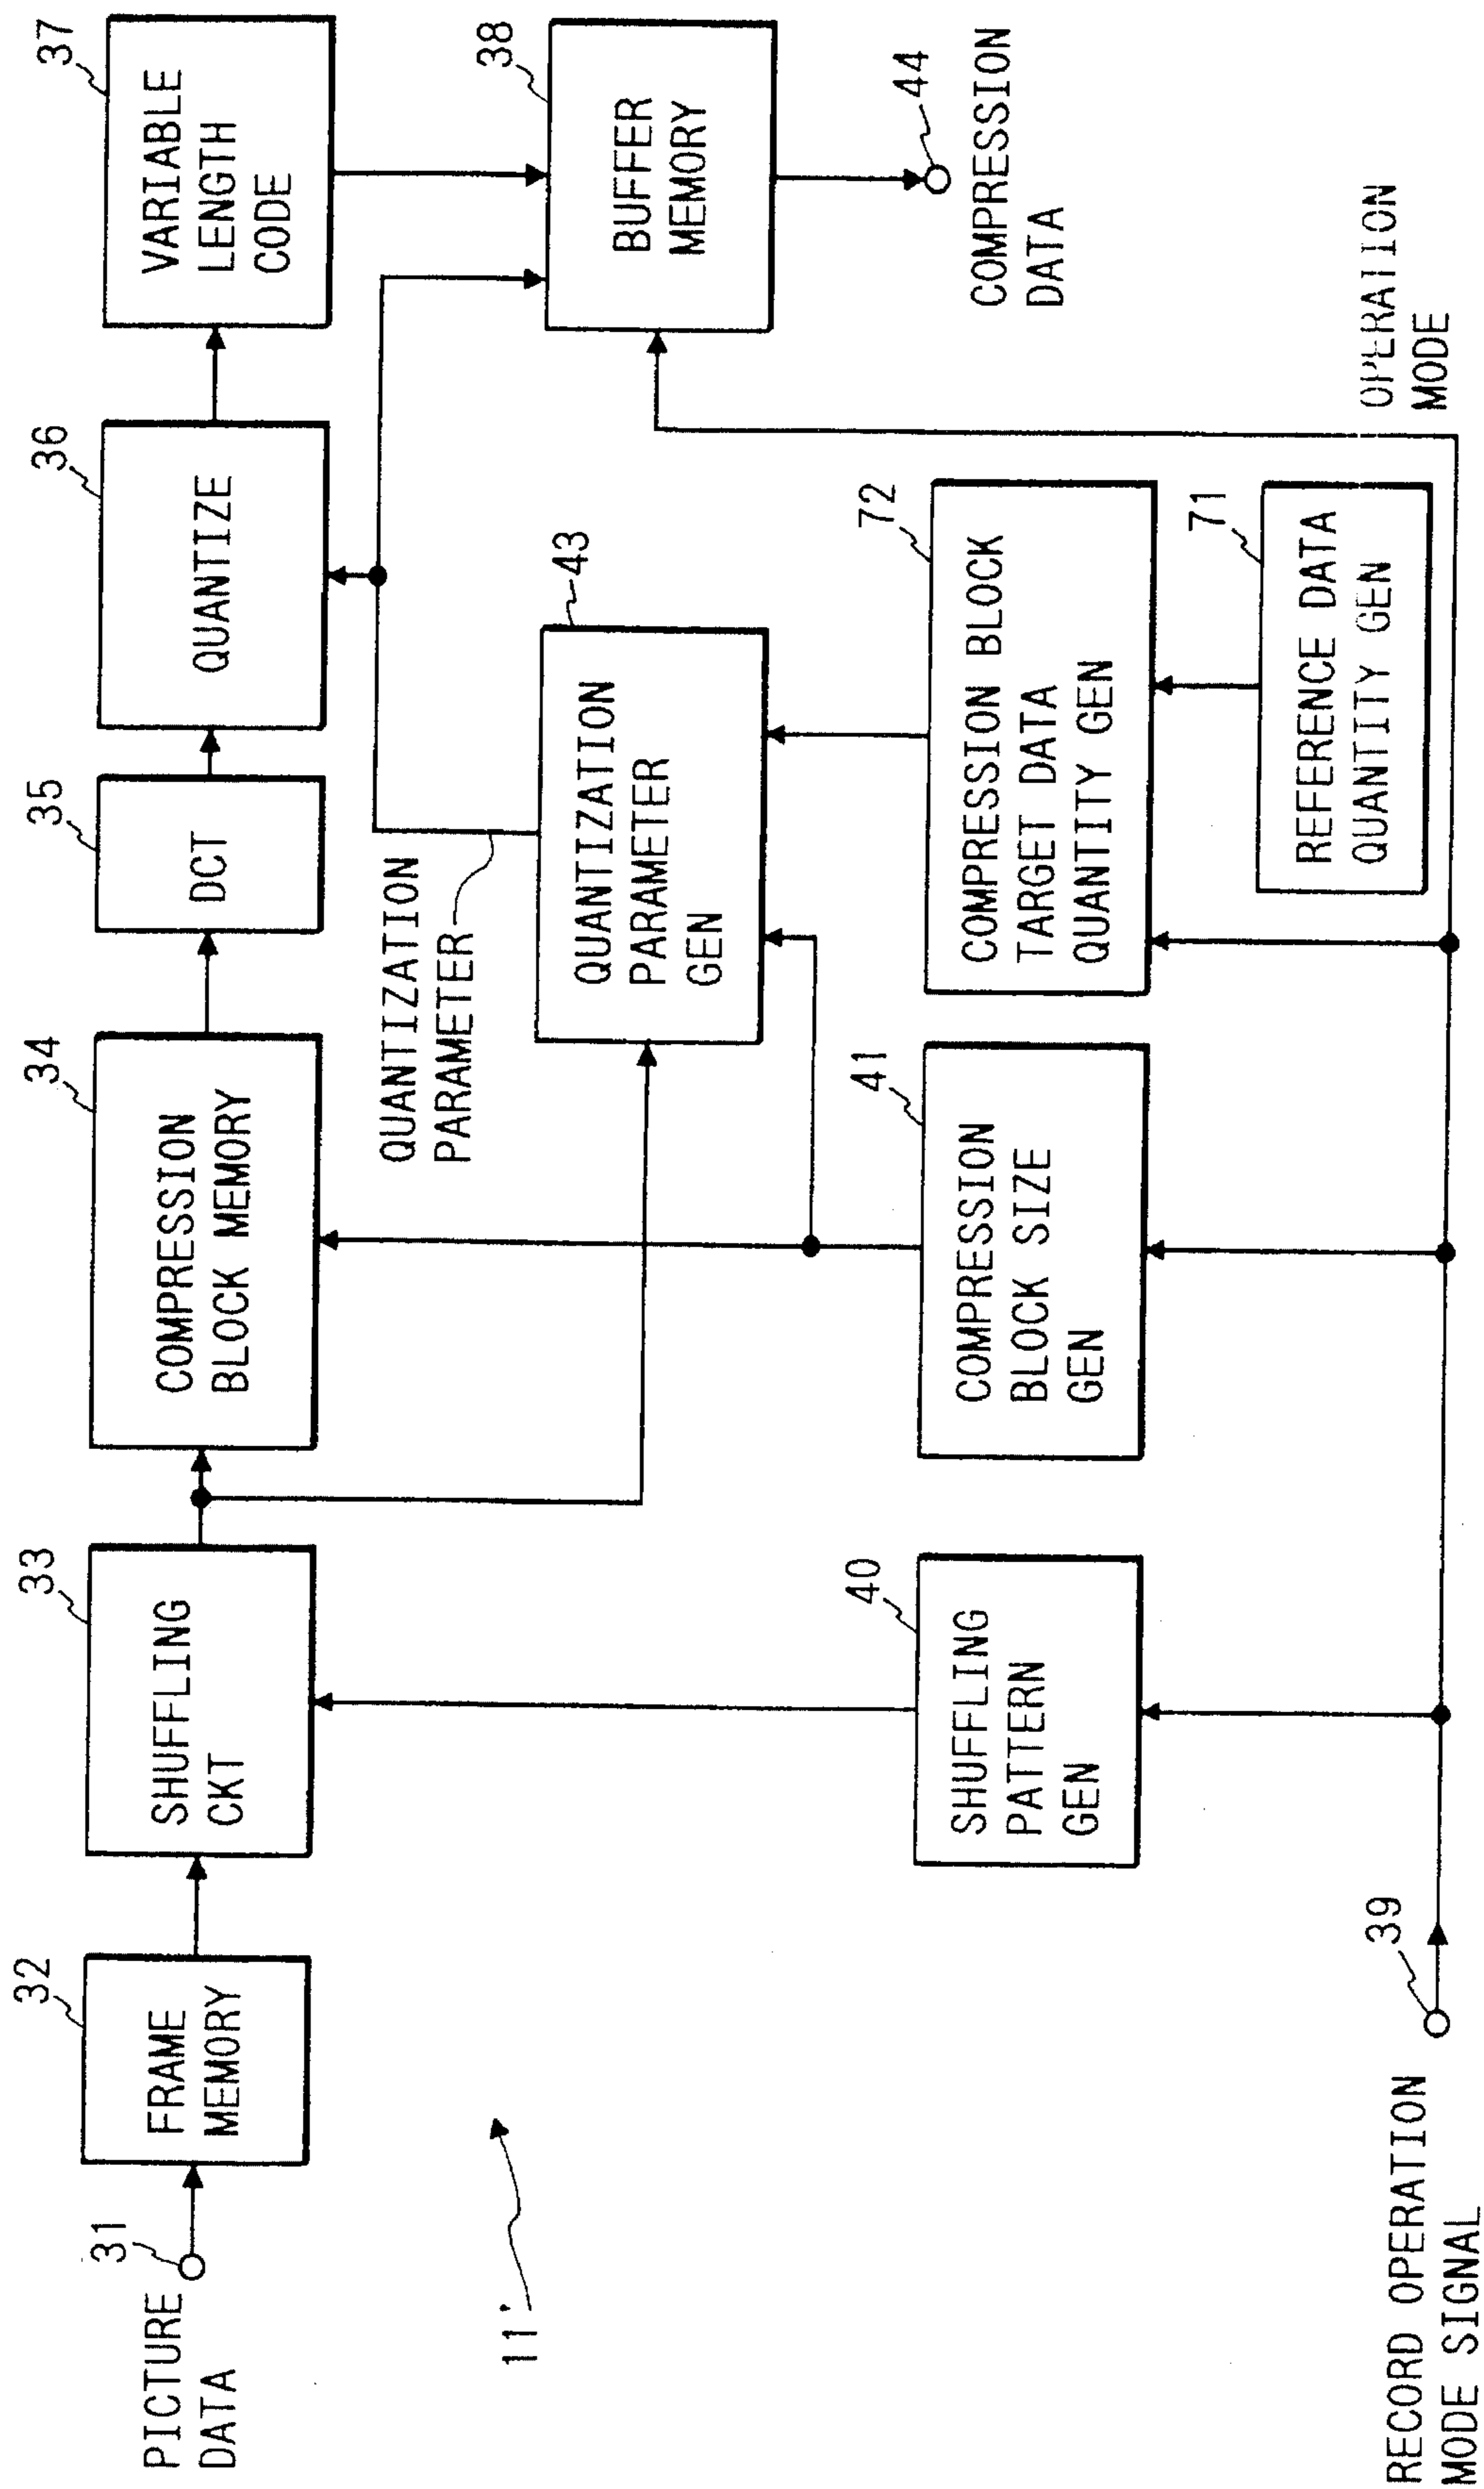 PICTURE
DATA
31
32
FRAME
MEMORY
33
SHUFFLING
CKT
34
COMPRESSION
BLOCK MEMORY
35
DCT
36
QUANTIZE
37
VARIABLE
LENGTH
CODE
38
BUFFER
MEMORY
44
COMPRESSION
DATA
QUANTIZATION
PARAMETER
43
QUANTIZATION
PARAMETER
GEN
11'
40
SHUFFLING
PATTERN
GEN
41
COMPRESSION
BLOCK SIZE
GEN
72
COMPRESSION BLOCK
TARGET DATA
QUANTITY GEN
71
REFERENCE DATA
QUANTITY GEN
OPERATION
MODE
39
RECORD OPERATION
MODE SIGNAL